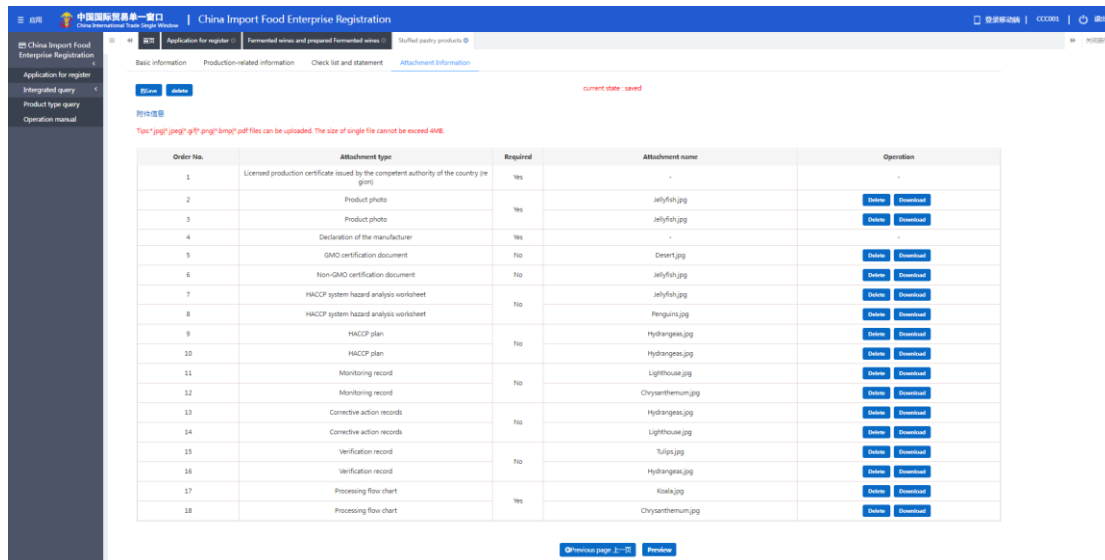 应用 中国国际贸易单一窗口 China International Trade Single Window | China Import Food Enterprise Registration CCC001
China Import Food Enterprise Registration
Application for register
Intergrated query
Product type query
Operation manual
首页 Application for register Fermented wines and prepared Fermented wines Stuffed pastry products
Basic information Production-related information Check list and statement Attachment Information
Save delete current state : saved
附件信息
Tips:*.jpg|*.jpeg|*.gif|*.png|*.bmp|*.pdf files can be uploaded. The size of single file cannot be exceed 4MB.
Order No. Attachment type Required Attachment name Operation
1 Licensed production certificate issued by the competent authority of the country (re
gion) Yes - -
2 Product photo Yes Jellyfish.jpg Delete Download
3 Product photo Jellyfish.jpg Delete Download
4 Declaration of the manufacturer Yes - -
5 GMO certification document No Desert.jpg Delete Download
6 Non-GMO certification document No Jellyfish.jpg Delete Download
7 HACCP system hazard analysis worksheet No Jellyfish.jpg Delete Download
8 HACCP system hazard analysis worksheet Penguins.jpg Delete Download
9 HACCP plan No Hydrangeas.jpg Delete Download
10 HACCP plan Hydrangeas.jpg Delete Download
11 Monitoring record No Lighthouse.jpg Delete Download
12 Monitoring record Chrysanthemum.jpg Delete Download
13 Corrective action records No Hydrangeas.jpg Delete Download
14 Corrective action records Lighthouse.jpg Delete Download
15 Verification record No Tulips.jpg Delete Download
16 Verification record Hydrangeas.jpg Delete Download
17 Processing flow chart Yes Koala.jpg Delete Download
18 Processing flow chart Chrysanthemum.jpg Delete Download
Previous page 上一页 Preview